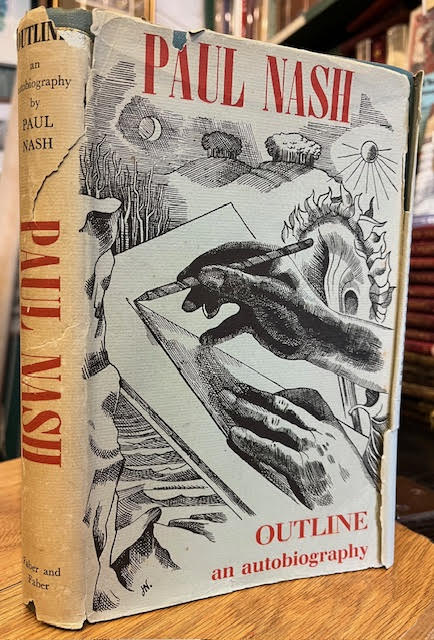 OUTLINE
an
autobiography
by
PAUL
NASH
PAUL NASH
Faber and
Faber
PAUL NASH
OUTLINE
an autobiography